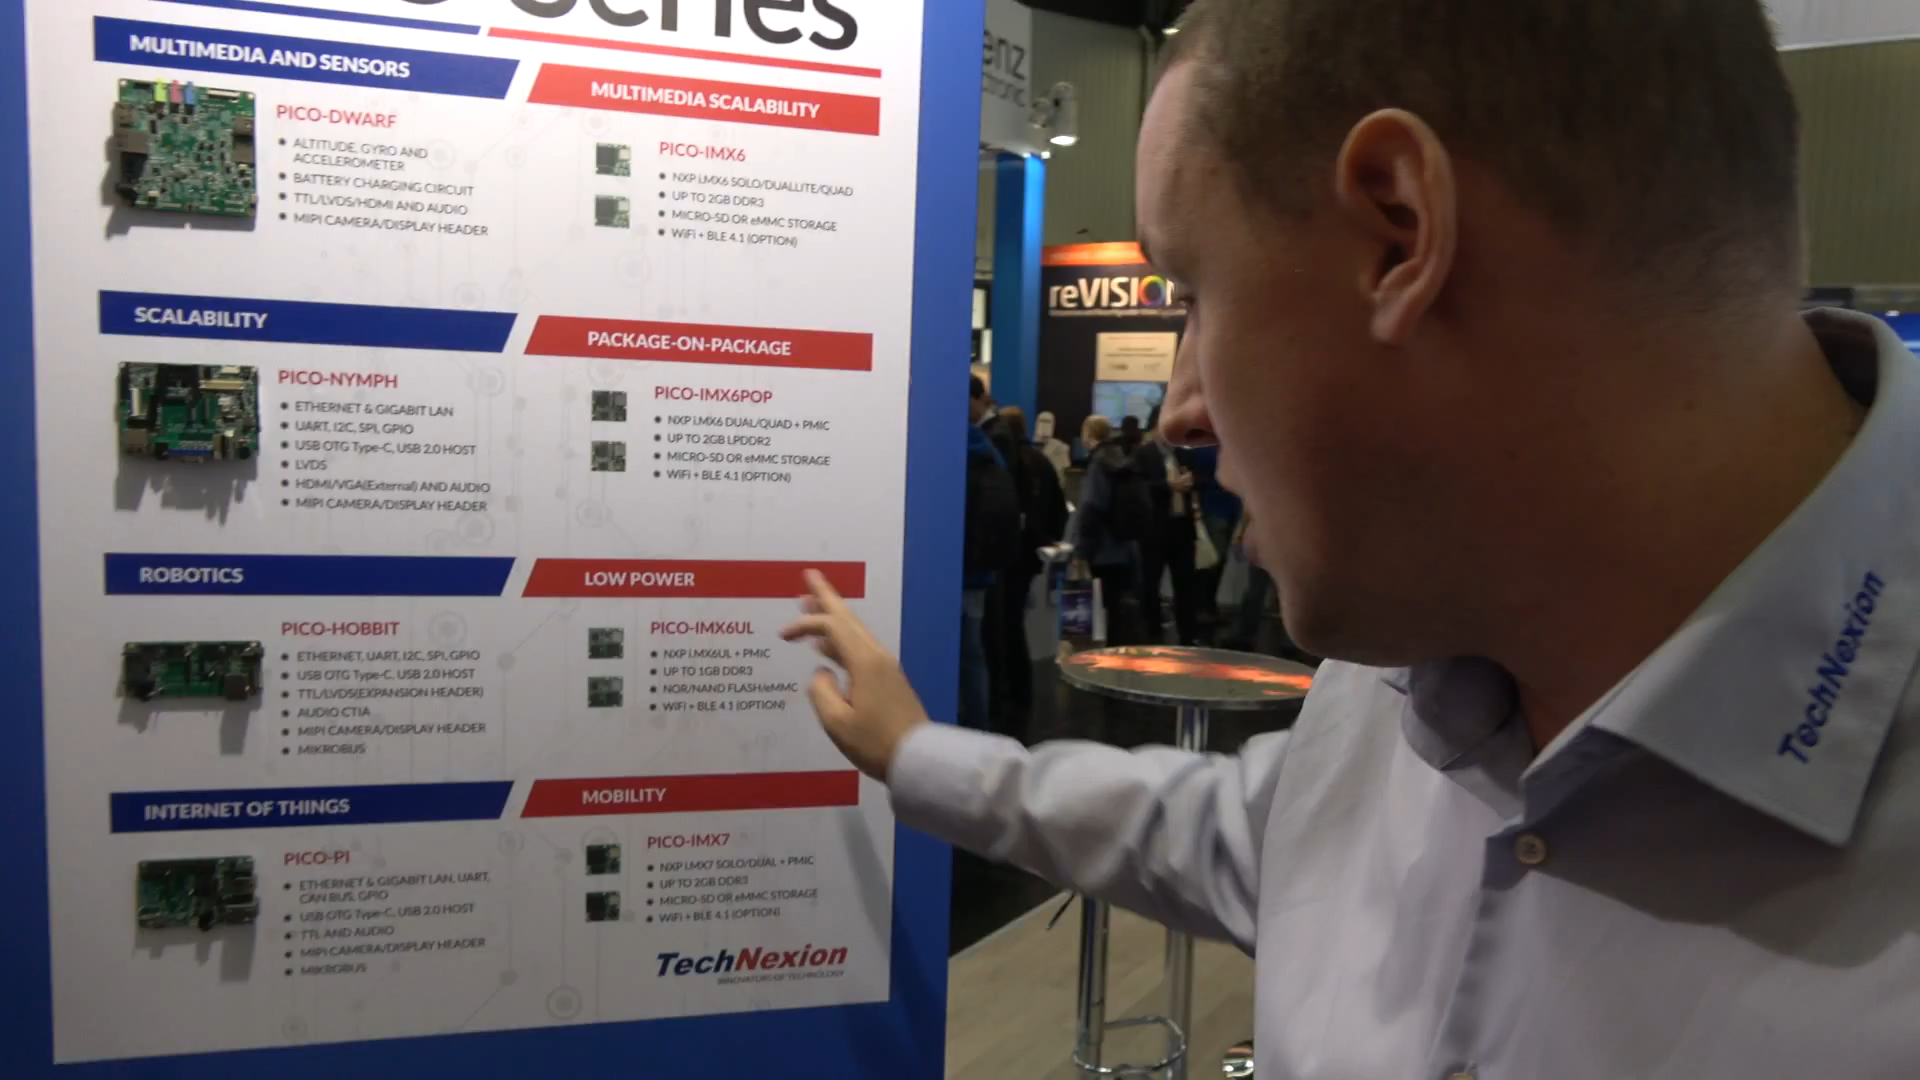 Series
MULTIMEDIA AND SENSORS
PICO-DWARF
ALTITUDE, GYRO AND
ACCELEROMETER
BATTERY CHARGING CIRCUIT
TTL/LVDS/HDMI AND AUDIO
MIPI CAMERA/DISPLAY HEADER
MULTIMEDIA SCALABILITY
PICO-IMX6
NXP i.MX6 SOLO/DUALLITE/QUAD
UP TO 2GB DDR3
MICRO-SD OR eMMC STORAGE
WiFi + BLE 4.1 (OPTION)
SCALABILITY
PICO-NYMPH
ETHERNET & GIGABIT LAN
UART, I2C, SPI, GPIO
USB OTG Type-C, USB 2.0 HOST
LVDS
HDMI/VGA(External) AND AUDIO
MIPI CAMERA/DISPLAY HEADER
PACKAGE-ON-PACKAGE
PICO-IMX6POP
NXP i.MX6 DUAL/QUAD + PMIC
UP TO 2GB LPDDR2
MICRO-SD OR eMMC STORAGE
WiFi + BLE 4.1 (OPTION)
ROBOTICS
PICO-HOBBIT
ETHERNET, UART, I2C, SPI, GPIO
USB OTG Type-C, USB 2.0 HOST
TTL/LVDS(EXPANSION HEADER)
AUDIO CTIA
MIPI CAMERA/DISPLAY HEADER
MIKROBUS
LOW POWER
PICO-IMX6UL
NXP i.MX6UL + PMIC
UP TO 1GB DDR3
NOR/NAND FLASH/eMMC
WiFi + BLE 4.1 (OPTION)
INTERNET OF THINGS
PICO-PI
ETHERNET & GIGABIT LAN, UART,
CAN BUS, GPIO
USB OTG Type-C, USB 2.0 HOST
TTL AND AUDIO
MIPI CAMERA/DISPLAY HEADER
MIKROBUS
MOBILITY
PICO-IMX7
NXP i.MX7 SOLO/DUAL + PMIC
UP TO 2GB DDR3
MICRO-SD OR eMMC STORAGE
WiFi + BLE 4.1 (OPTION)
TechNexion
INNOVATORS OF TECHNOLOGY
enz
ctronic
reVISION
TechNexion